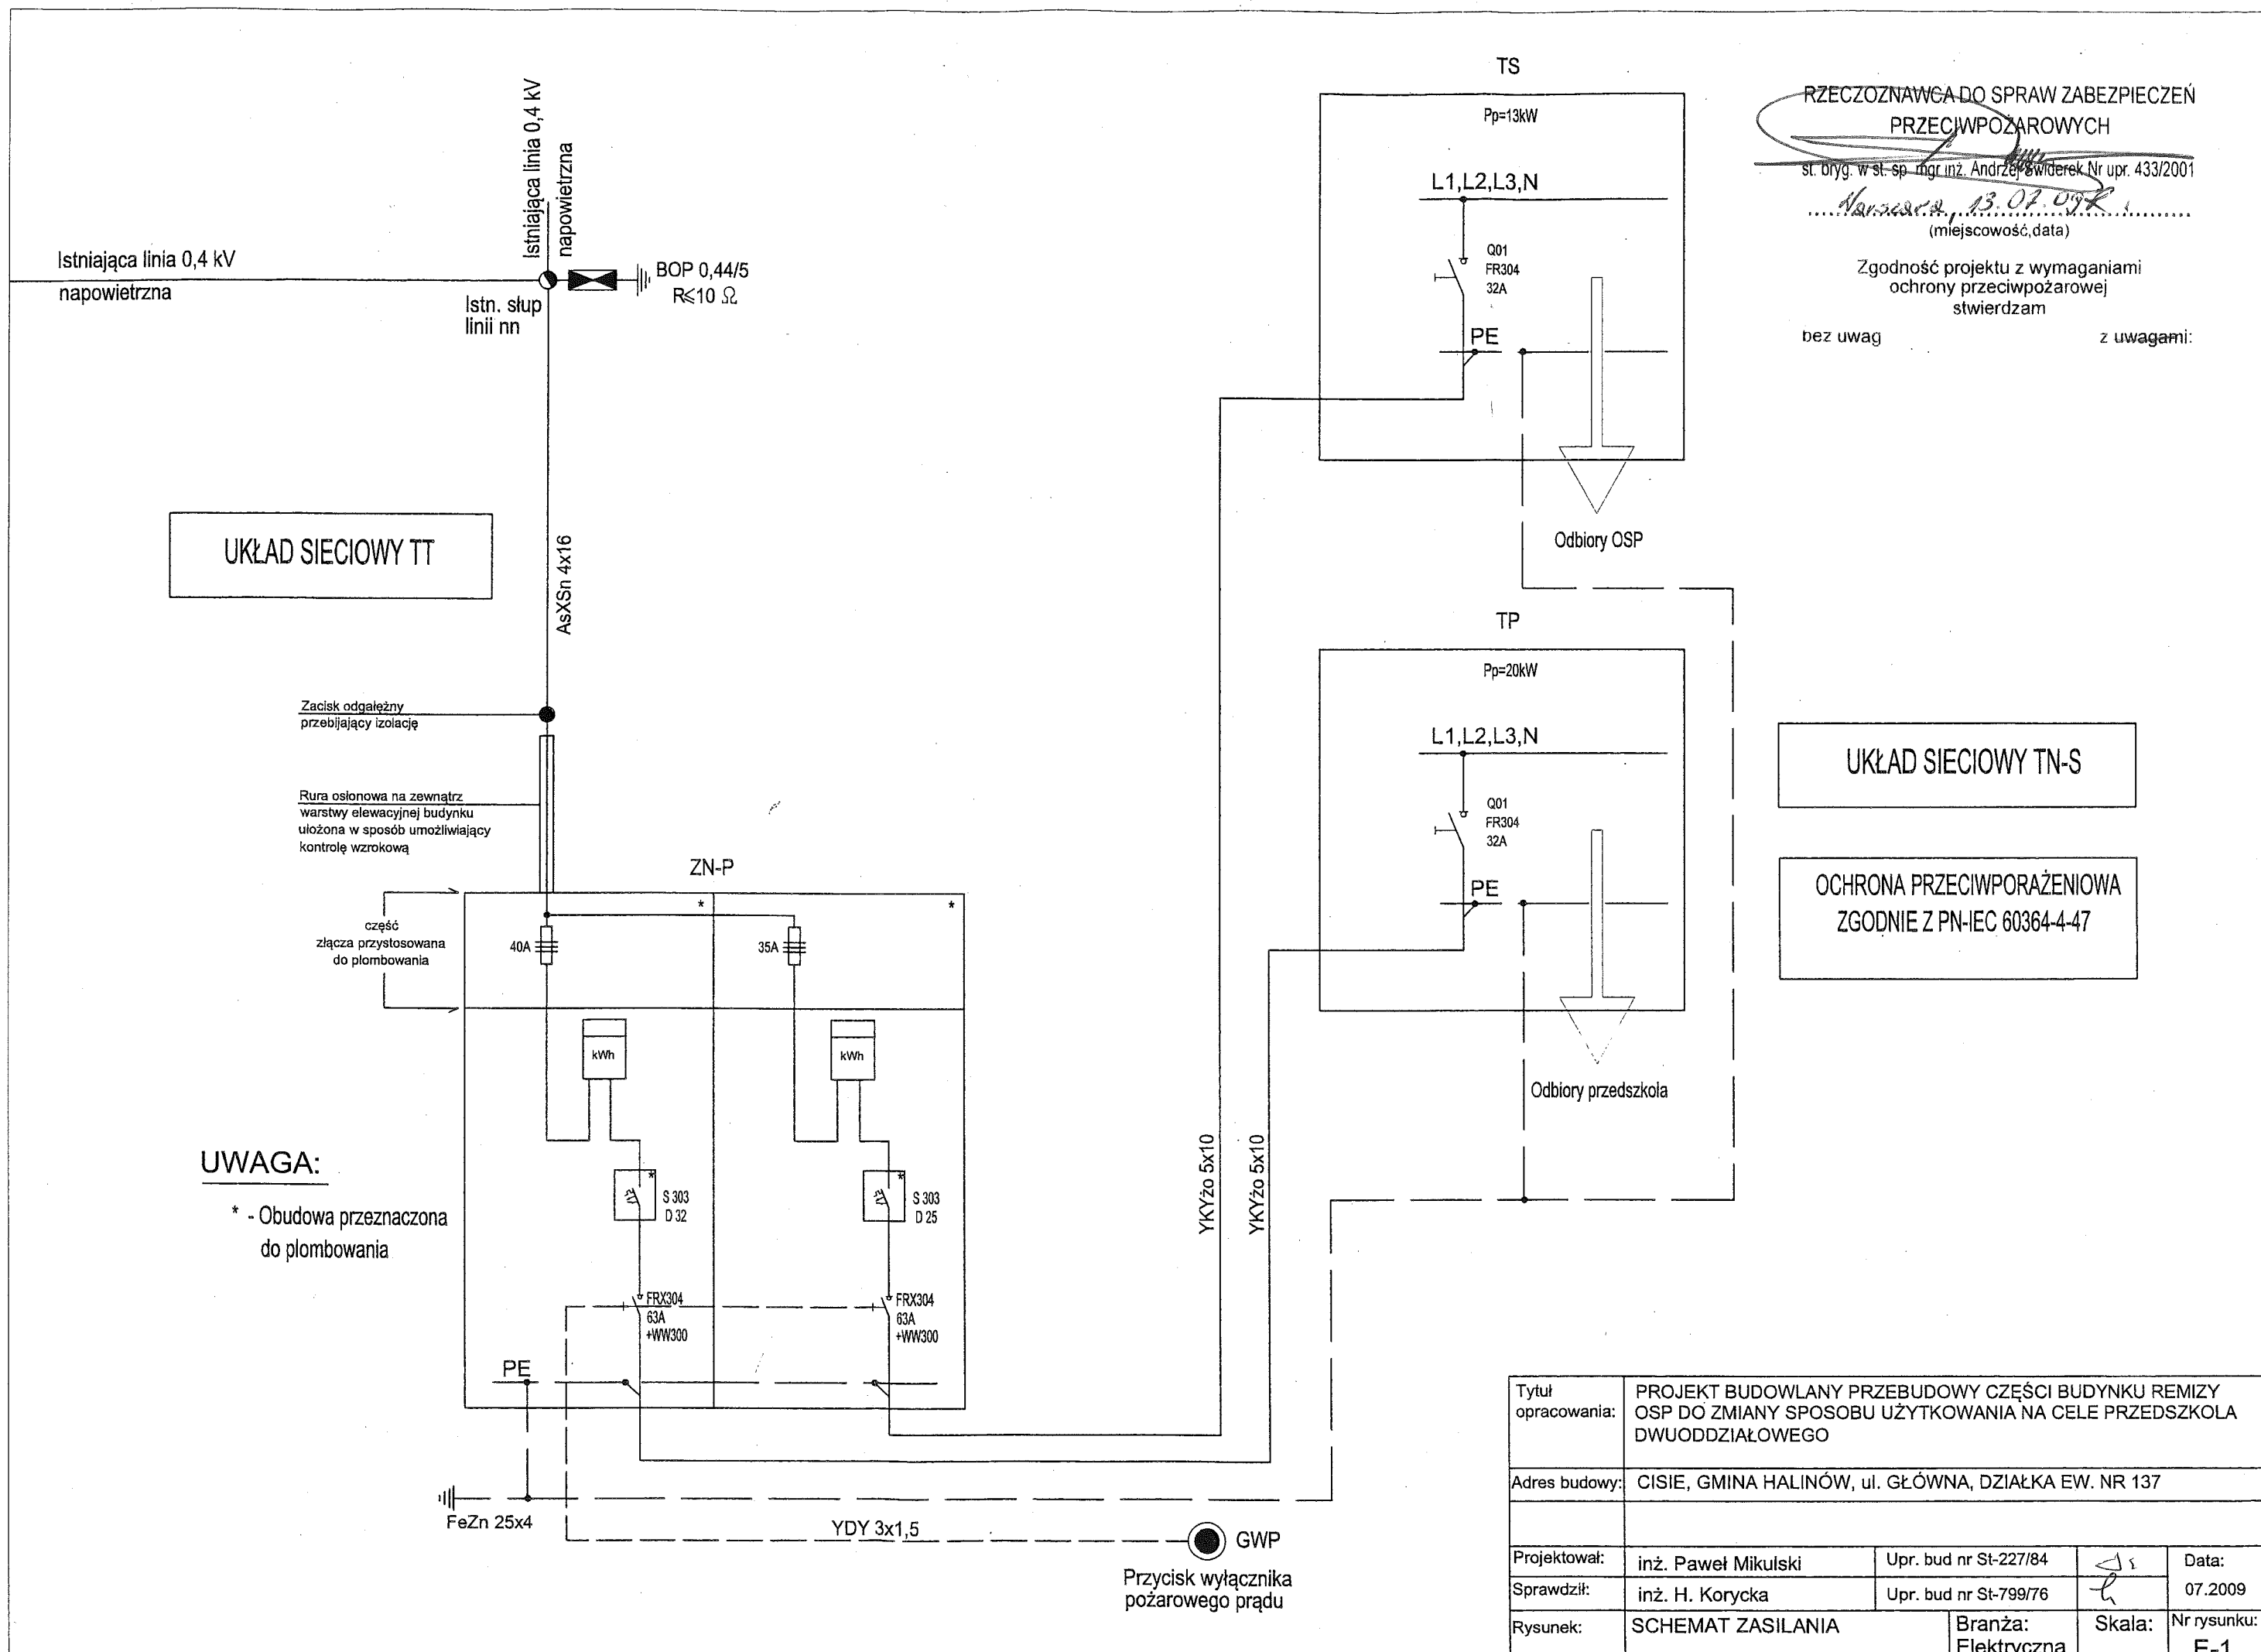 Istniejąca linia 0,4 kV
napowietrzna
Istniająca linia 0,4 kV
napowietrzna
Istn. słup
linii nn
BOP 0,44/5
R≤10 Ω
UKŁAD SIECIOWY TT
AsXSn 4x16
Zacisk odgałęźny
przebijający izolację
Rura osłonowa na zewnątrz
warstwy elewacyjnej budynku
ułożona w sposób umożliwiający
kontrolę wzrokową
ZN-P
część
złącza przystosowana
do plombowania
*
*
40A
35A
kWh
kWh
*
S 303
D 32
*
S 303
D 25
FRX304
63A
+WW300
FRX304
63A
+WW300
PE
UWAGA:
* - Obudowa przeznaczona
do plombowania
FeZn 25x4
YDY 3x1,5
GWP
Przycisk wyłącznika
pożarowego prądu
YKYżo 5x10
YKYżo 5x10
TS
Pp=13kW
L1,L2,L3,N
Q01
FR304
32A
PE
Odbiory OSP
TP
Pp=20kW
L1,L2,L3,N
Q01
FR304
32A
PE
Odbiory przedszkola
RZECZOZNAWCA DO SPRAW ZABEZPIECZEŃ
PRZECIWPOŻAROWYCH
st. bryg. w st. sp. mgr inż. Andrzej Świderek Nr upr. 433/2001
Warszawa, 13.07.09r.
(miejscowość,data)
Zgodność projektu z wymaganiami
ochrony przeciwpożarowej
stwierdzam
bez uwag z uwagami:
UKŁAD SIECIOWY TN-S
OCHRONA PRZECIWPORAŻENIOWA
ZGODNIE Z PN-IEC 60364-4-47
Tytuł
opracowania:
PROJEKT BUDOWLANY PRZEBUDOWY CZĘŚCI BUDYNKU REMIZY
OSP DO ZMIANY SPOSOBU UŻYTKOWANIA NA CELE PRZEDSZKOLA
DWUODDZIAŁOWEGO
Adres budowy: CISIE, GMINA HALINÓW, ul. GŁÓWNA, DZIAŁKA EW. NR 137
Projektował: inż. Paweł Mikulski Upr. bud nr St-227/84 Data:
Sprawdził: inż. H. Korycka Upr. bud nr St-799/76 07.2009
Rysunek: SCHEMAT ZASILANIA Branża: Skala: Nr rysunku:
Elektryczna E-1